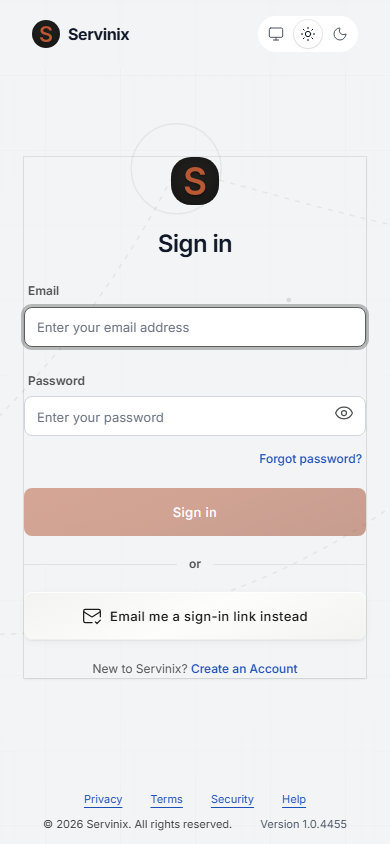 S Servinix
S
Sign in
Email
Enter your email address
Password
Enter your password
Forgot password?
Sign in
or
Email me a sign-in link instead
New to Servinix? Create an Account
Privacy Terms Security Help
© 2026 Servinix. All rights reserved. Version 1.0.4455